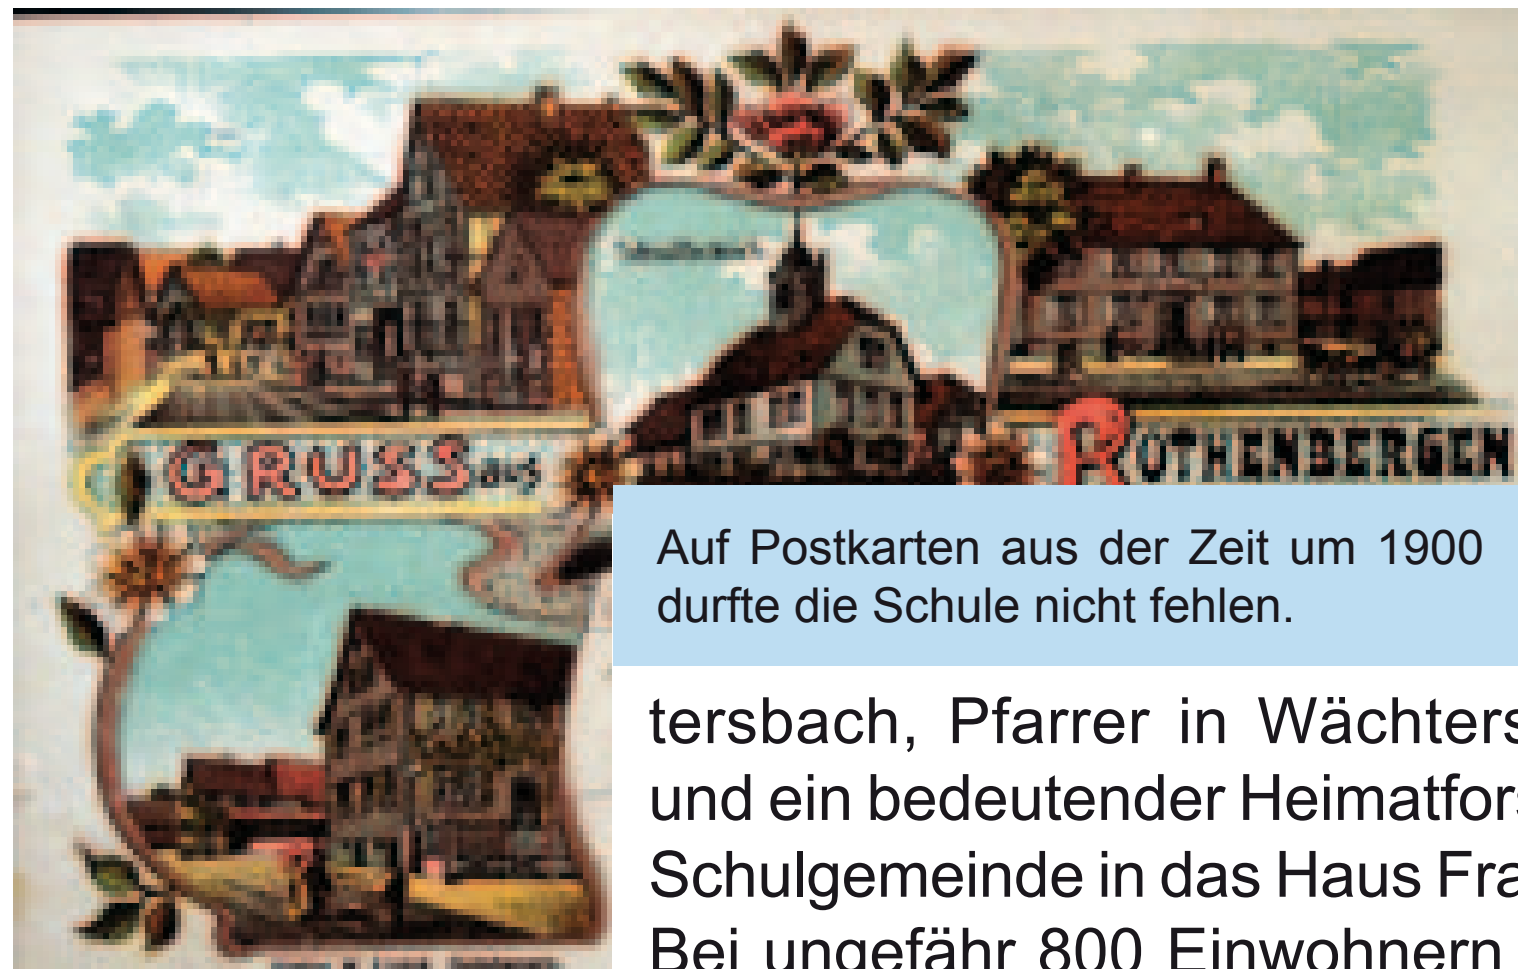 GRUSS aus
ROTHENBERGEN
Auf Postkarten aus der Zeit um 1900
durfte die Schule nicht fehlen.
tersbach, Pfarrer in Wächters
und ein bedeutender Heimatfors
Schulgemeinde in das Haus Fra
Bei ungefähr 800 Einwohnern